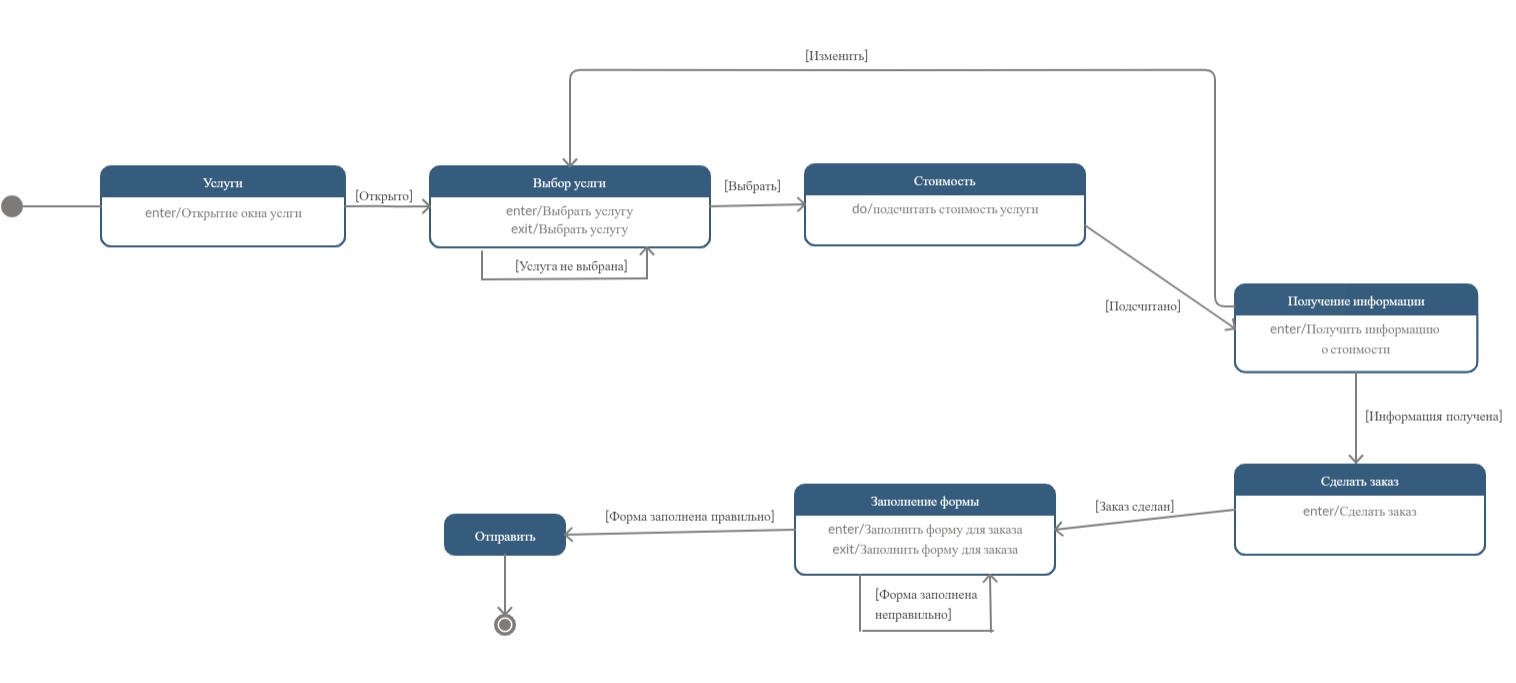 [Изменить]
Услуги
enter/Открытие окна услги
[Открыто]
Выбор услги
enter/Выбрать услугу
exit/Выбрать услугу
[Услуга не выбрана]
[Выбрать]
Стоимость
do/подсчитать стоимость услуги
[Подсчитано]
Получение информации
enter/Получить информацию
о стоимости
[Информация получена]
Сделать заказ
enter/Сделать заказ
[Заказ сделан]
Заполнение формы
enter/Заполнить форму для заказа
exit/Заполнить форму для заказа
[Форма заполнена
неправильно]
[Форма заполнена правильно]
Отправить